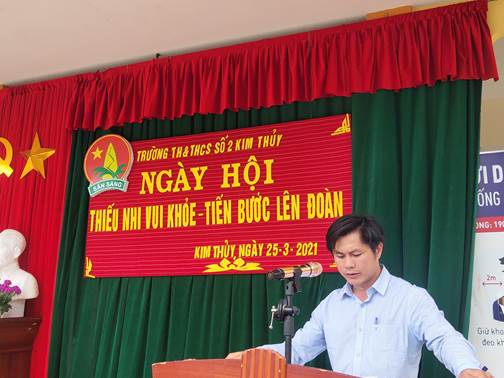 TRƯỜNG TH&THCS SỐ 2 KIM THỦY
SẴN SÀNG
NGÀY HỘI
THIẾU NHI VUI KHỎE - TIẾN BƯỚC LÊN ĐOÀN
KIM THỦY, NGÀY 25-3-2021
2m